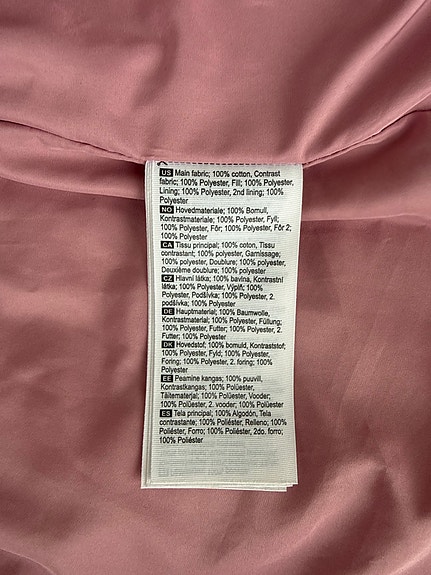 US Main fabric; 100% cotton, Contrast
fabric; 100% Polyester, Fill; 100% Polyester,
Lining; 100% Polyester, 2nd lining; 100%
Polyester
NO Hovedmateriale; 100% Bomull,
Kontrastmateriale; 100% Polyester, Fyll;
100% Polyester, Fôr; 100% Polyester, Fôr 2;
100% Polyester
CA Tissu principal; 100% coton, Tissu
contrastant; 100% polyester, Garnissage;
100% polyester, Doublure; 100% polyester,
Deuxième doublure; 100% polyester
CZ Hlavní látka; 100% bavlna, Kontrastní
látka; 100% Polyester, Výplň; 100%
Polyester, Podšívka; 100% Polyester, 2.
podšívka; 100% Polyester
DE Hauptmaterial; 100% Baumwolle,
Kontrastmaterial; 100% Polyester, Füllung;
100% Polyester, Futter; 100% Polyester, 2.
Futter; 100% Polyester
DK Hovedstof; 100% bomuld, Kontraststof;
100% Polyester, Fyld; 100% Polyester,
Foring; 100% Polyester, 2. foring; 100%
Polyester
EE Peamine kangas; 100% puuvill,
Kontrastkangas; 100% Polüester,
Täitematerjal; 100% Polüester, Vooder;
100% Polüester, 2. vooder; 100% Polüester
ES Tela principal; 100% Algodón, Tela
contrastante; 100% Poliéster, Relleno; 100%
Poliéster, Forro; 100% Poliéster, 2do. forro;
100% Poliéster